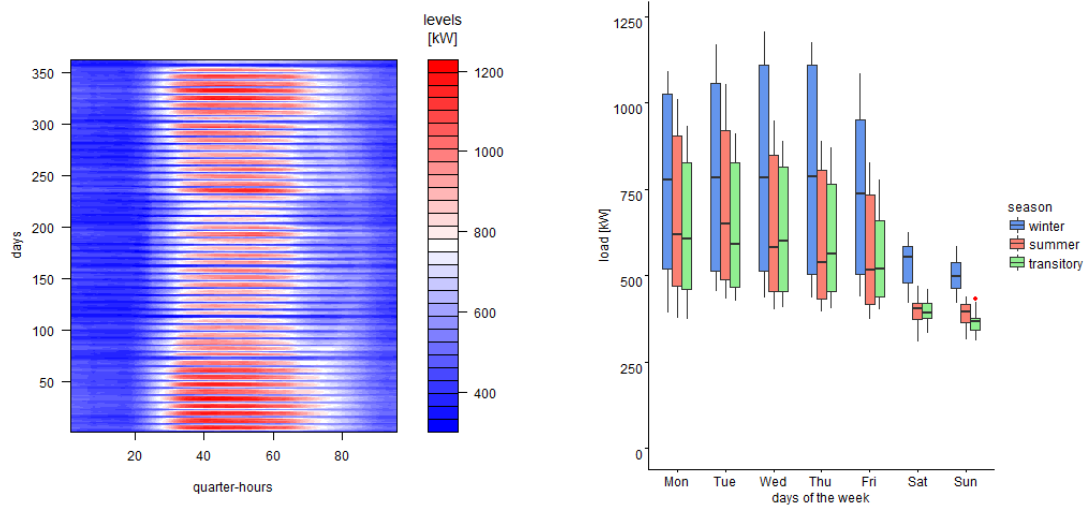 levels
[kW]
350
300
250
200
150
100
50
days
20
40
60
80
quarter-hours
1200
1000
800
600
400
1250
1000
750
500
250
0
load [kW]
Mon
Tue
Wed
Thu
Fri
Sat
Sun
days of the week
season
winter
summer
transitory